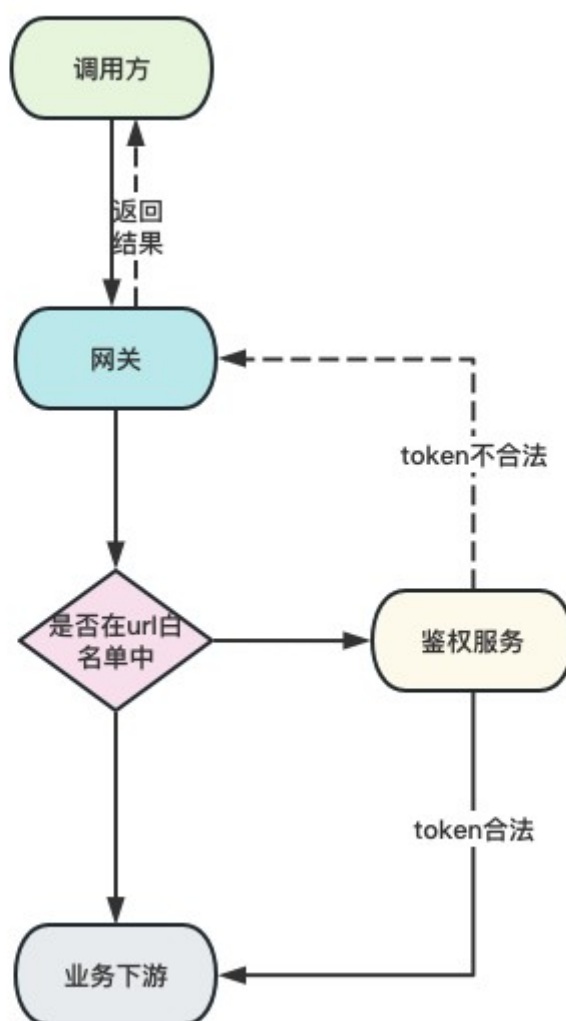 调用方
返回
结果
网关
token不合法
是否在url白
名单中
鉴权服务
token合法
业务下游